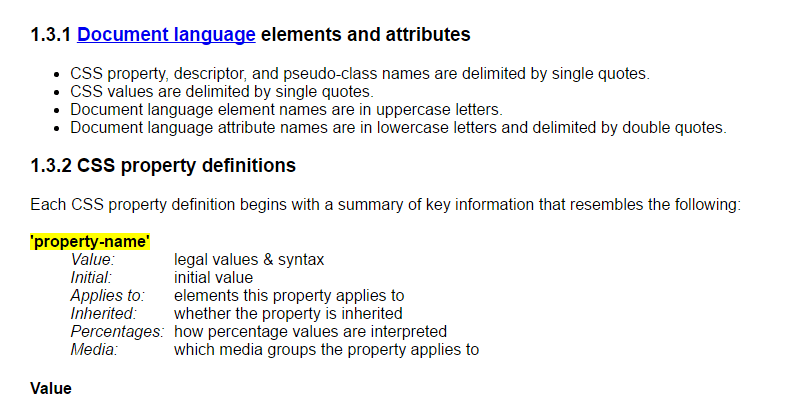 1.3.1 Document language elements and attributes
CSS property, descriptor, and pseudo-class names are delimited by single quotes.
CSS values are delimited by single quotes.
Document language element names are in uppercase letters.
Document language attribute names are in lowercase letters and delimited by double quotes.
1.3.2 CSS property definitions
Each CSS property definition begins with a summary of key information that resembles the following:
'property-name'
Value: legal values & syntax
Initial: initial value
Applies to: elements this property applies to
Inherited: whether the property is inherited
Percentages: how percentage values are interpreted
Media: which media groups the property applies to
Value